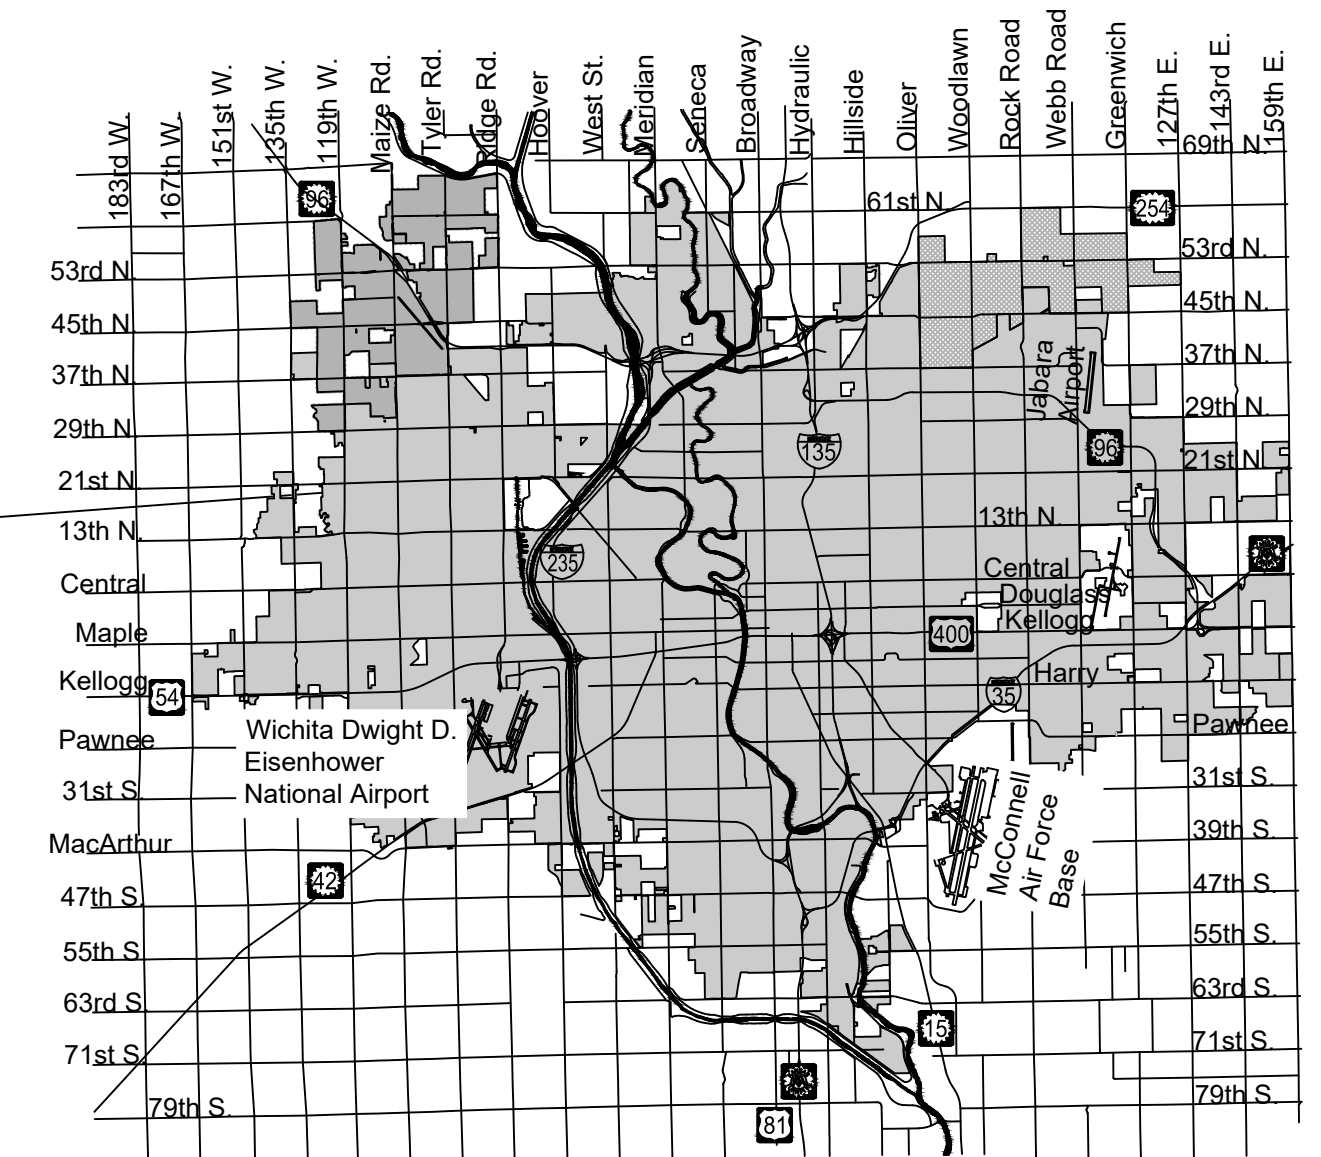 183rd W.
167th W.
151st W.
135th W.
119th W.
Maize Rd.
Tyler Rd.
Ridge Rd.
Hoover
West St.
Meridian
Seneca
Broadway
Hydraulic
Hillside
Oliver
Woodlawn
Rock Road
Webb Road
Greenwich
127th E.
143rd E.
159th E.
69th N.
96
61st N.
254
53rd N.
53rd N.
45th N.
45th N.
37th N.
37th N.
Jabara
Airport
29th N.
29th N.
135
96
21st N.
21st N.
13th N.
13th N.
235
Central
Central
Douglass
Kellogg
Maple
400
Kellogg
54
Harry
35
Pawnee
Pawnee
Wichita Dwight D.
Eisenhower
National Airport
31st S.
31st S.
McConnell
Air Force
Base
MacArthur
39th S.
42
47th S.
47th S.
55th S.
55th S.
63rd S.
63rd S.
15
71st S.
71st S.
79th S.
79th S.
81